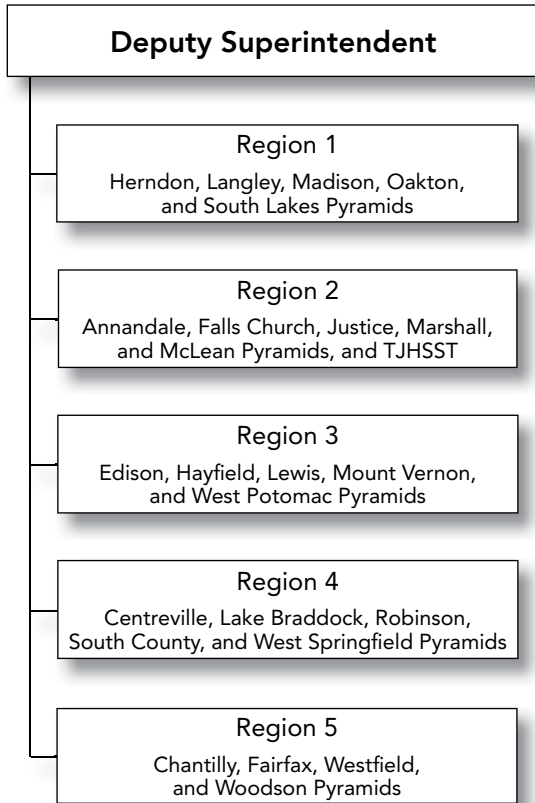 Deputy Superintendent
Region 1
Herndon, Langley, Madison, Oakton,
and South Lakes Pyramids
Region 2
Annandale, Falls Church, Justice, Marshall,
and McLean Pyramids, and TJHSST
Region 3
Edison, Hayfield, Lewis, Mount Vernon,
and West Potomac Pyramids
Region 4
Centreville, Lake Braddock, Robinson,
South County, and West Springfield Pyramids
Region 5
Chantilly, Fairfax, Westfield,
and Woodson Pyramids